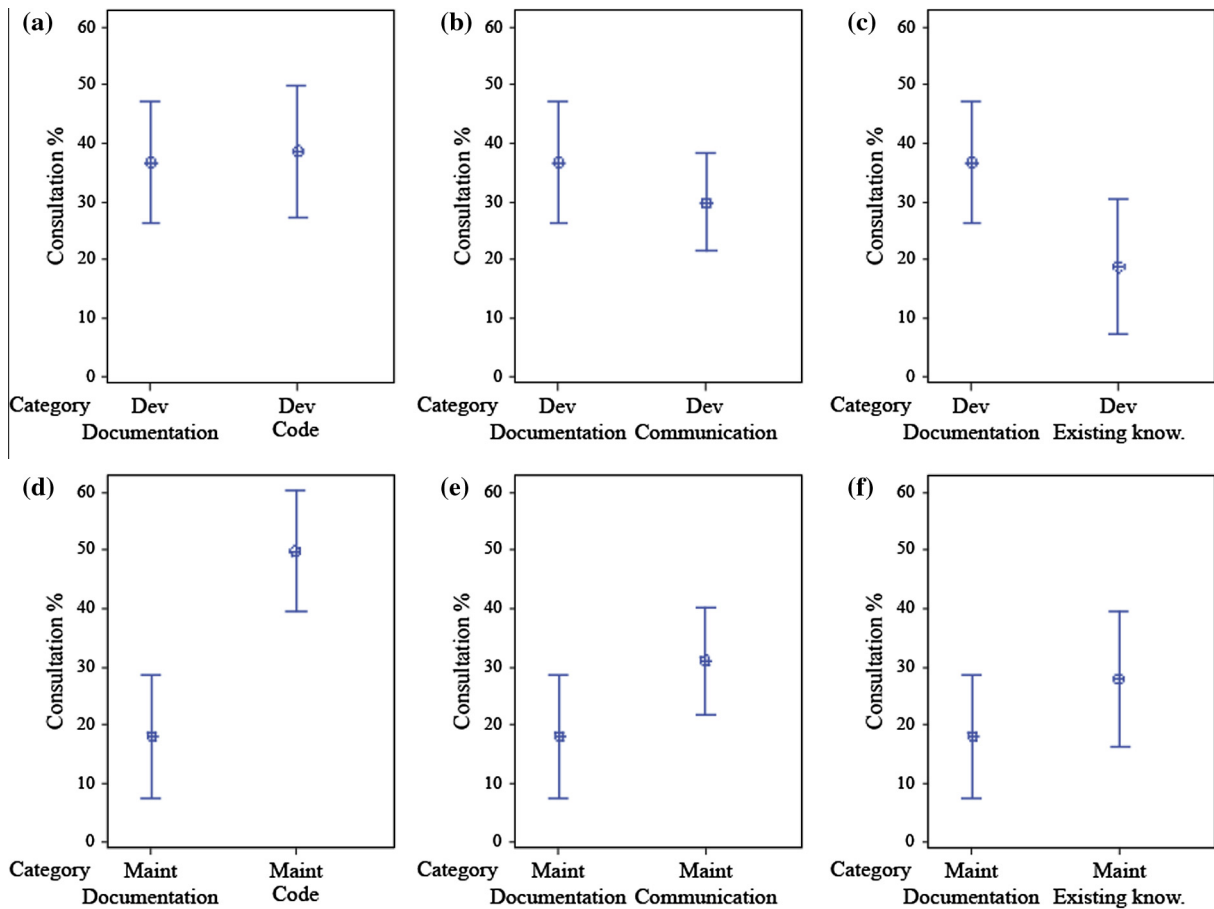 (a)
60
50
40
30
20
10
0
Consultation %
Category Dev Dev
Documentation Code
(b)
60
50
40
30
20
10
0
Consultation %
Category Dev Dev
Documentation Communication
(c)
60
50
40
30
20
10
0
Consultation %
Category Dev Dev
Documentation Existing know.
(d)
60
50
40
30
20
10
0
Consultation %
Category Maint Maint
Documentation Code
(e)
60
50
40
30
20
10
0
Consultation %
Category Maint Maint
Documentation Communication
(f)
60
50
40
30
20
10
0
Consultation %
Category Maint Maint
Documentation Existing know.